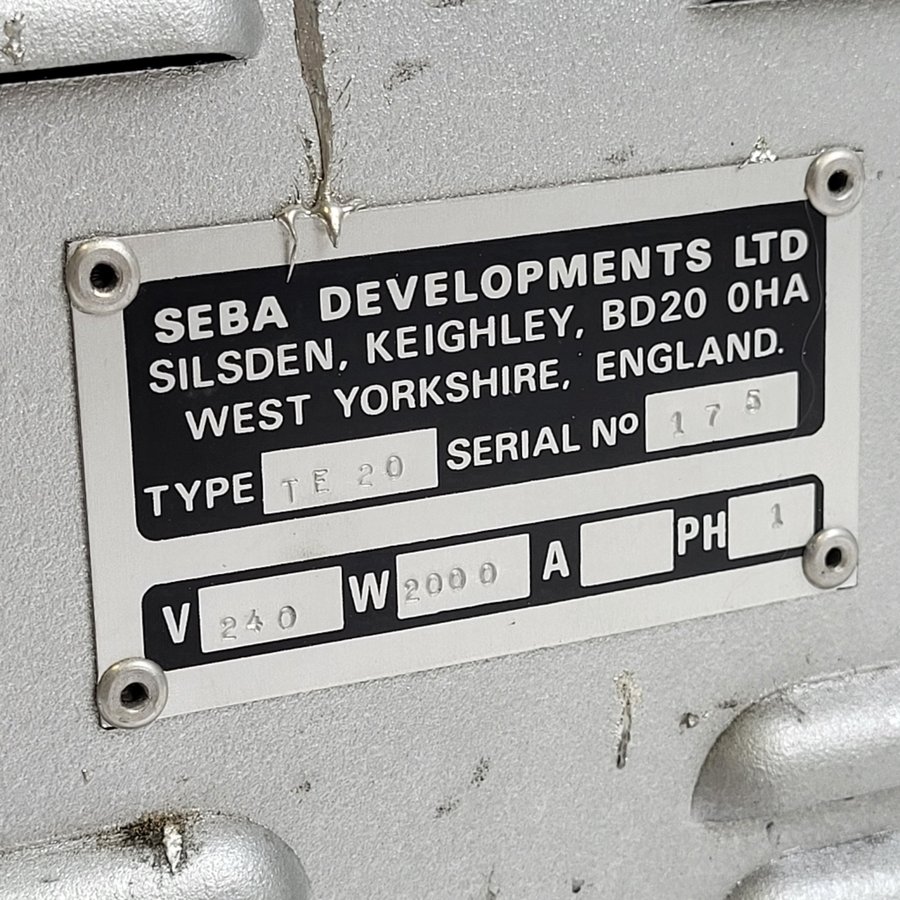 SEBA DEVELOPMENTS LTD
SILSDEN, KEIGHLEY, BD20 0HA
WEST YORKSHIRE, ENGLAND.
TYPE TE 20 SERIAL Nº 175
V 240 W 2000 A PH 1